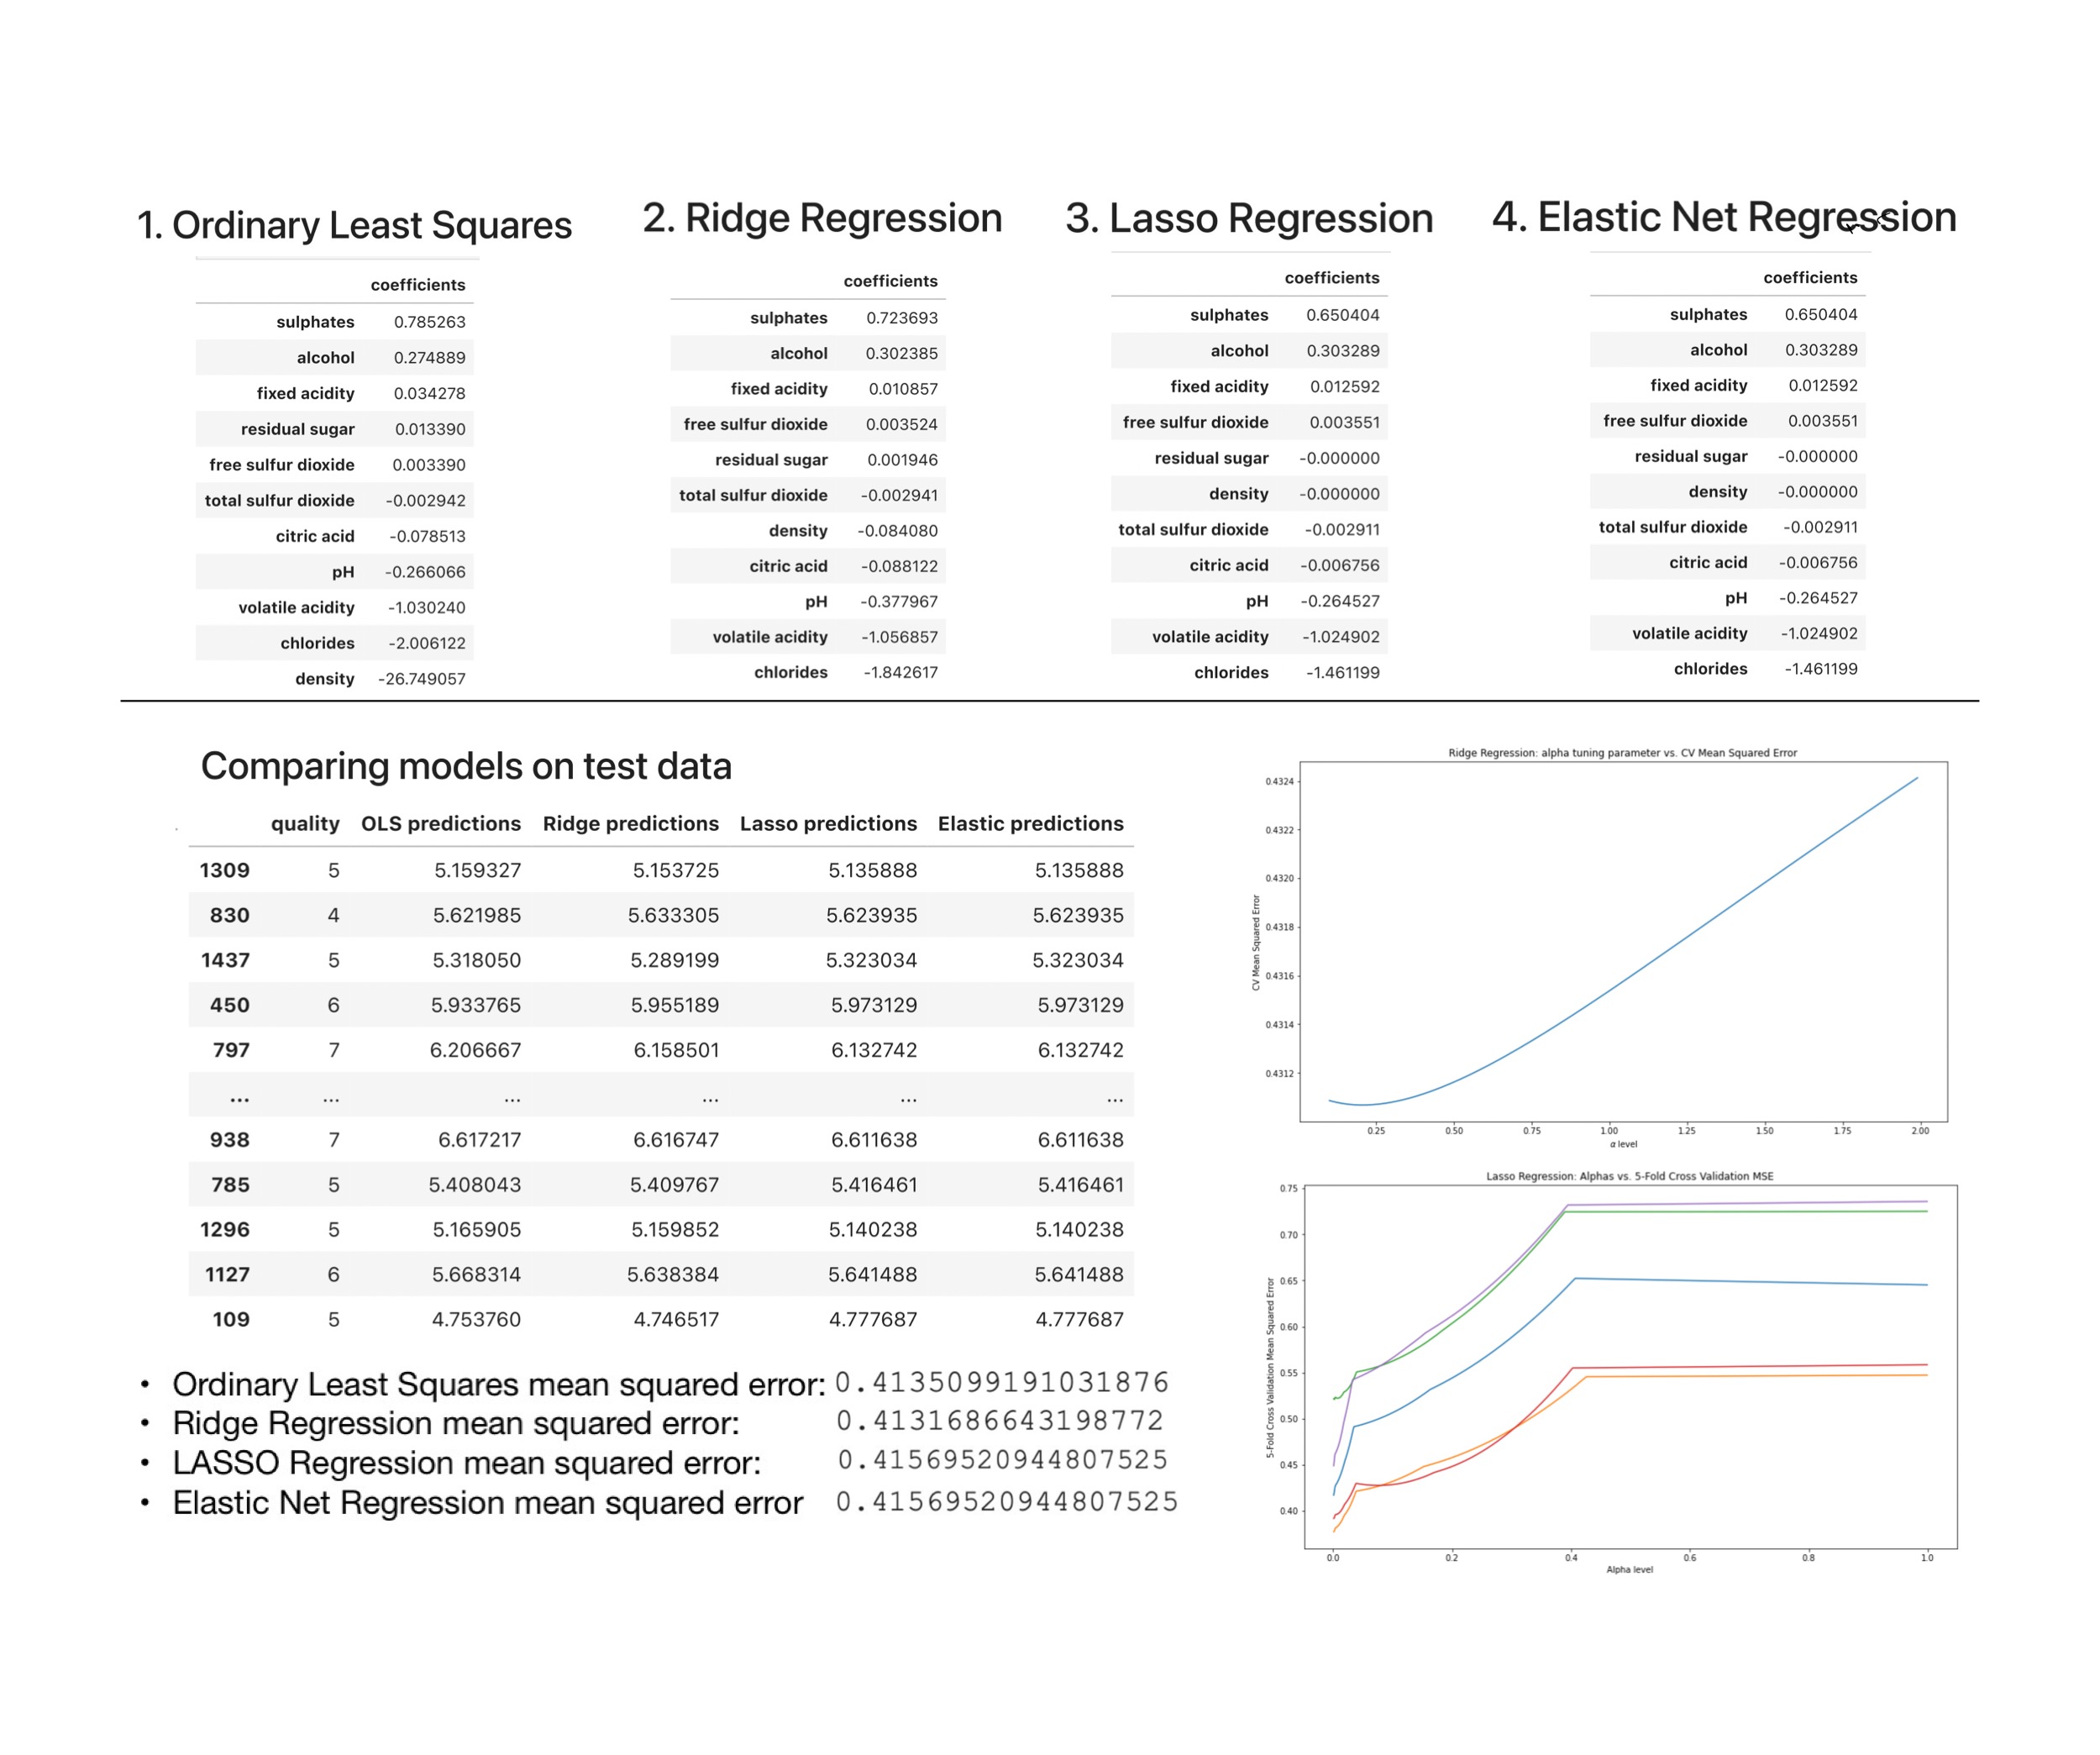 1. Ordinary Least Squares
coefficients
sulphates 0.785263
alcohol 0.274889
fixed acidity 0.034278
residual sugar 0.013390
free sulfur dioxide 0.003390
total sulfur dioxide -0.002942
citric acid -0.078513
pH -0.266066
volatile acidity -1.030240
chlorides -2.006122
density -26.749057
2. Ridge Regression
coefficients
sulphates 0.723693
alcohol 0.302385
fixed acidity 0.010857
free sulfur dioxide 0.003524
residual sugar 0.001946
total sulfur dioxide -0.002941
density -0.084080
citric acid -0.088122
pH -0.377967
volatile acidity -1.056857
chlorides -1.842617
3. Lasso Regression
coefficients
sulphates 0.650404
alcohol 0.303289
fixed acidity 0.012592
free sulfur dioxide 0.003551
residual sugar -0.000000
density -0.000000
total sulfur dioxide -0.002911
citric acid -0.006756
pH -0.264527
volatile acidity -1.024902
chlorides -1.461199
4. Elastic Net Regression
coefficients
sulphates 0.650404
alcohol 0.303289
fixed acidity 0.012592
free sulfur dioxide 0.003551
residual sugar -0.000000
density -0.000000
total sulfur dioxide -0.002911
citric acid -0.006756
pH -0.264527
volatile acidity -1.024902
chlorides -1.461199
Comparing models on test data
quality OLS predictions Ridge predictions Lasso predictions Elastic predictions
1309 5 5.159327 5.153725 5.135888 5.135888
830 4 5.621985 5.633305 5.623935 5.623935
1437 5 5.318050 5.289199 5.323034 5.323034
450 6 5.933765 5.955189 5.973129 5.973129
797 7 6.206667 6.158501 6.132742 6.132742
... ... ... ... ... ...
938 7 6.617217 6.616747 6.611638 6.611638
785 5 5.408043 5.409767 5.416461 5.416461
1296 5 5.165905 5.159852 5.140238 5.140238
1127 6 5.668314 5.638384 5.641488 5.641488
109 5 4.753760 4.746517 4.777687 4.777687
• Ordinary Least Squares mean squared error: 0.4135099191031876
• Ridge Regression mean squared error: 0.4131686643198772
• LASSO Regression mean squared error: 0.41569520944807525
• Elastic Net Regression mean squared error 0.41569520944807525
Ridge Regression: alpha tuning parameter vs. CV Mean Squared Error
CV Mean Squared Error
0.4324
0.4322
0.4320
0.4318
0.4316
0.4314
0.4312
0.25 0.50 0.75 1.00 1.25 1.50 1.75 2.00
α level
Lasso Regression: Alphas vs. 5-Fold Cross Validation MSE
5-Fold Cross Validation Mean Squared Error
0.75
0.70
0.65
0.60
0.55
0.50
0.45
0.40
0.0 0.2 0.4 0.6 0.8 1.0
Alpha level